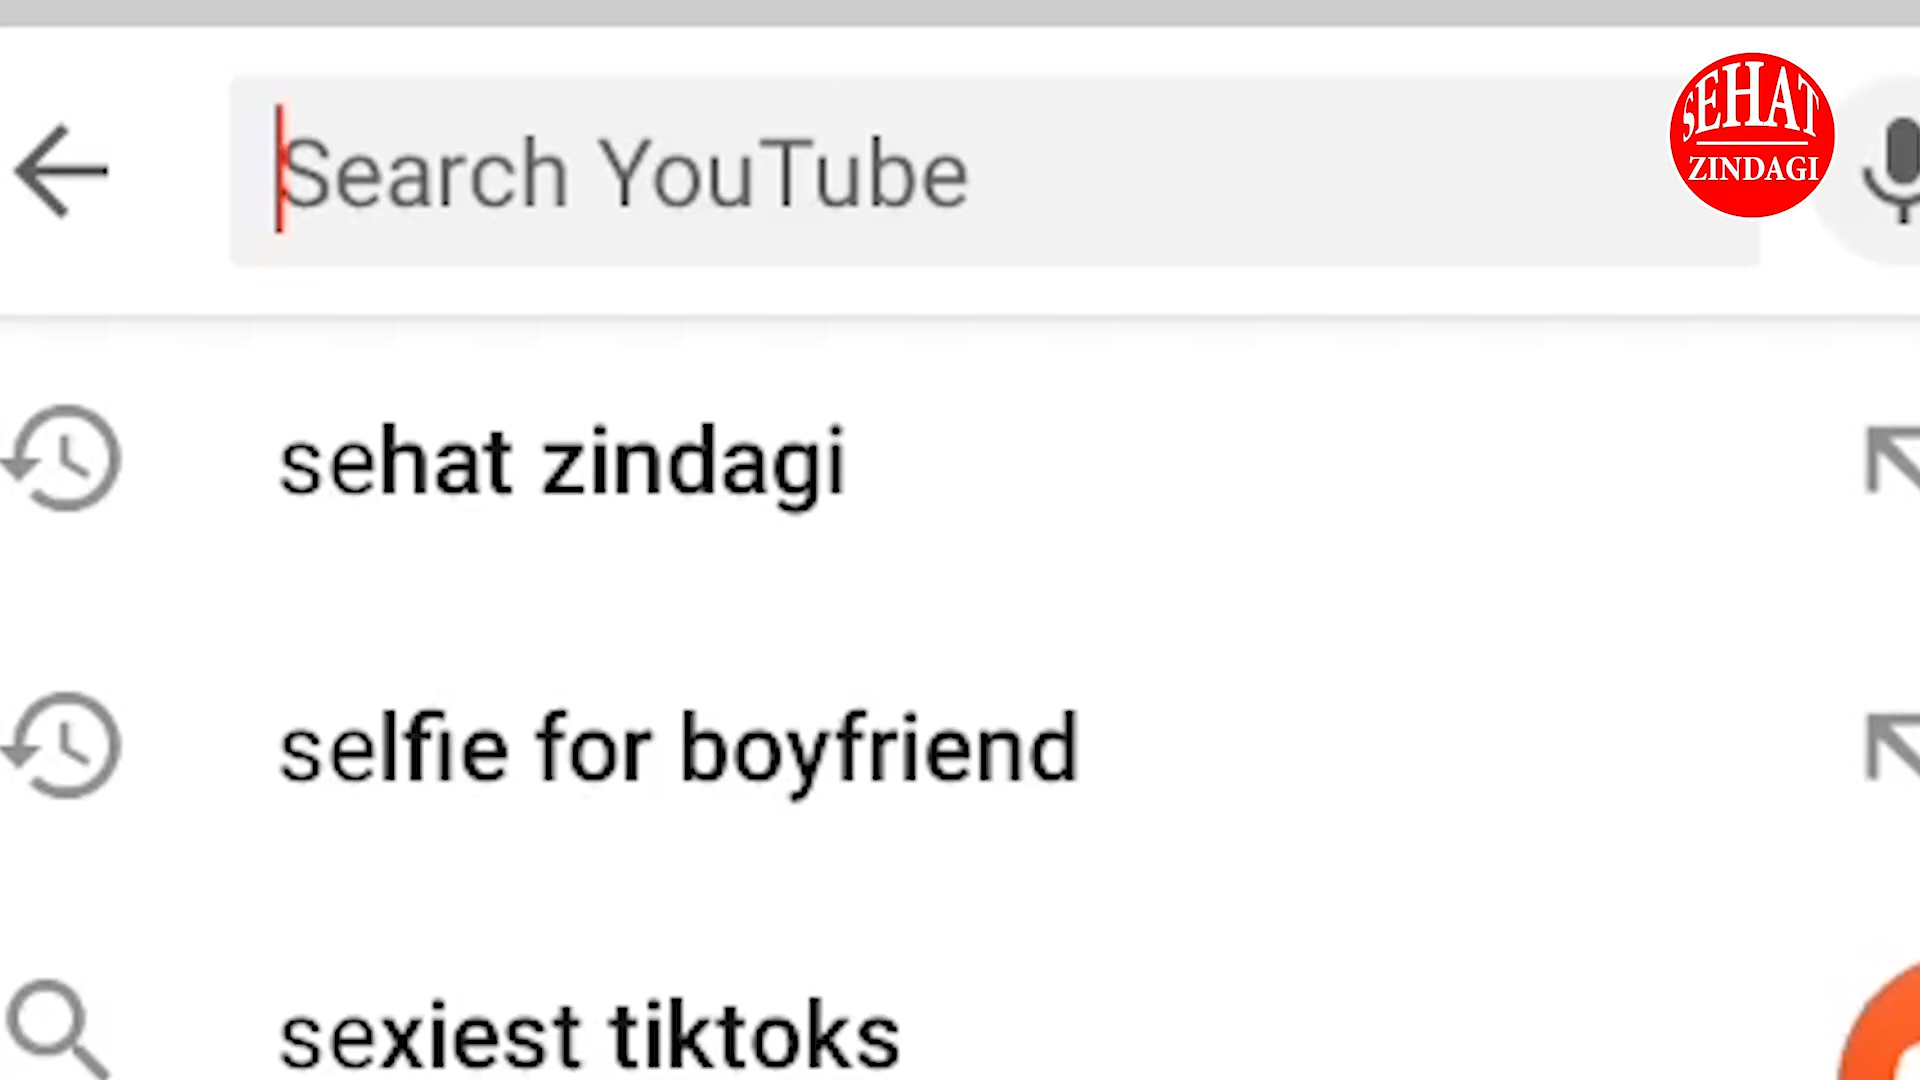 Search YouTube
SEHAT
ZINDAGI
sehat zindagi
selfie for boyfriend
sexiest tiktoks